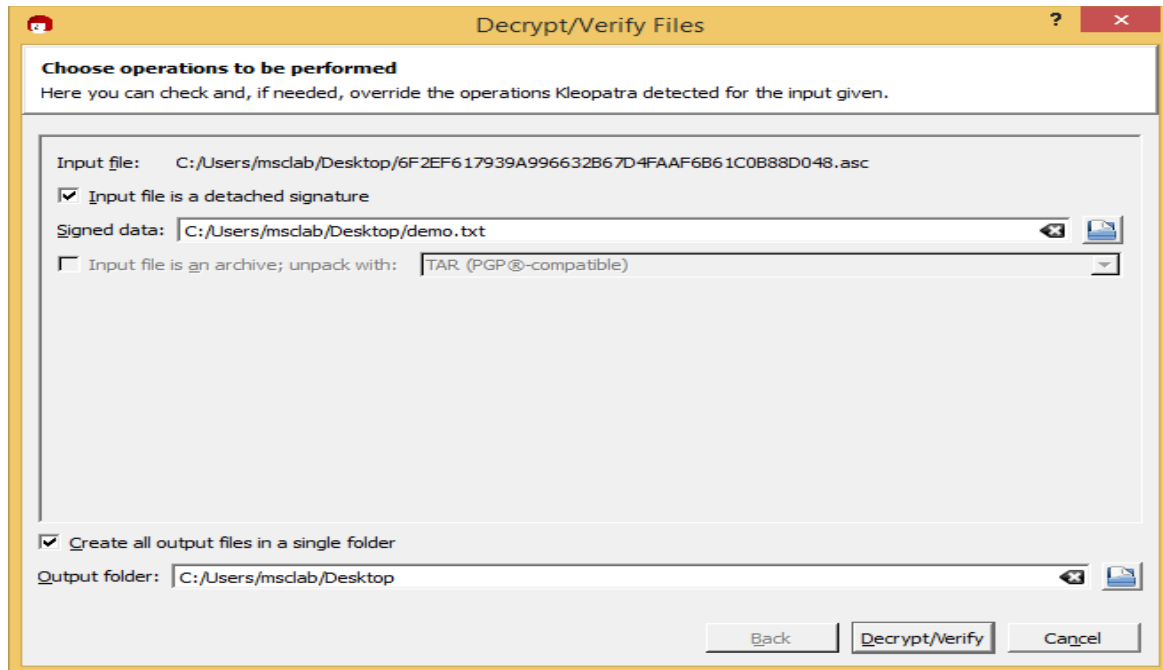 Decrypt/Verify Files
Choose operations to be performed
Here you can check and, if needed, override the operations Kleopatra detected for the input given.
Input file: C:/Users/msclab/Desktop/6F2EF617939A996632B67D4FAAF6B61C0B88D048.asc
Input file is a detached signature
Signed data: C:/Users/msclab/Desktop/demo.txt
Input file is an archive; unpack with: TAR (PGP®-compatible)
Create all output files in a single folder
Output folder: C:/Users/msclab/Desktop
Back Decrypt/Verify Cancel